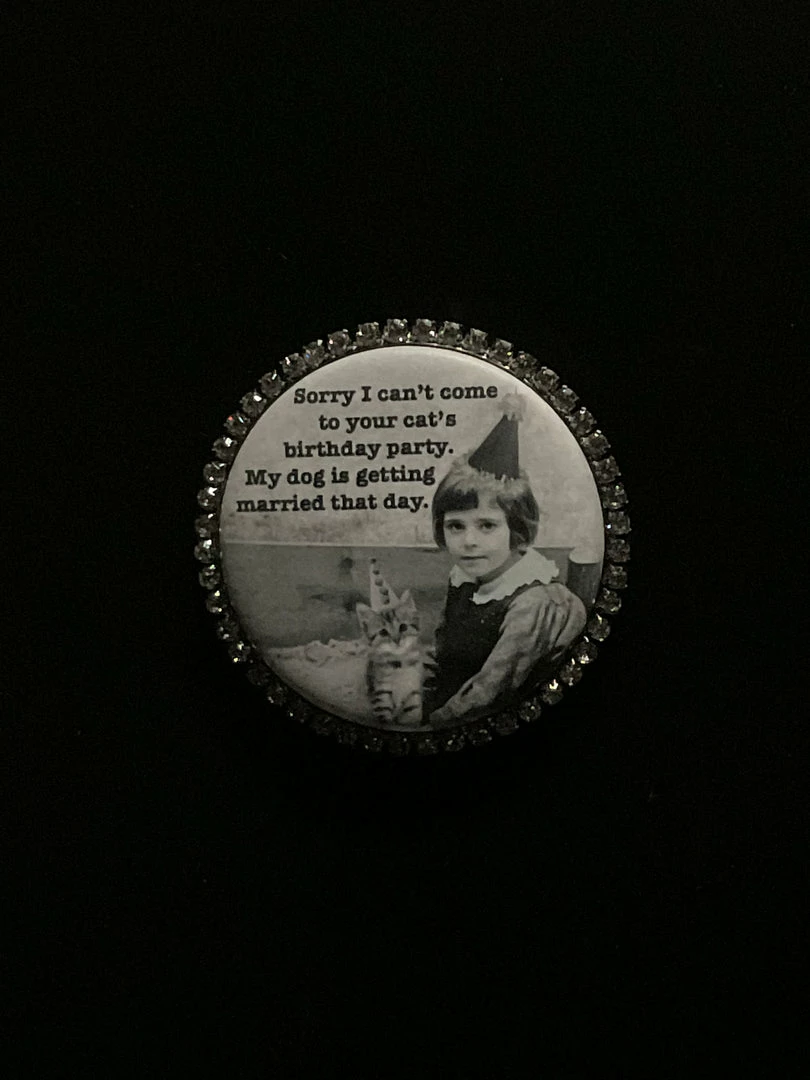 Sorry I can't come
to your cat's
birthday party.
My dog is getting
married that day.